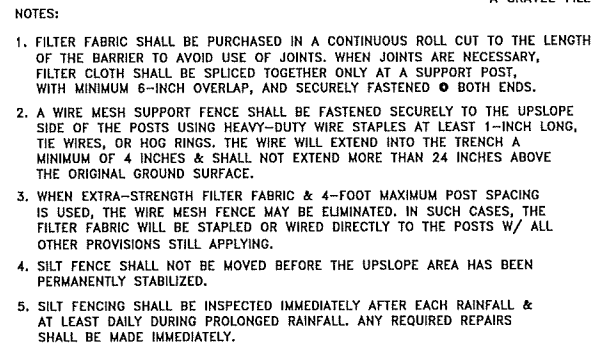 NOTES:
1. FILTER FABRIC SHALL BE PURCHASED IN A CONTINUOUS ROLL CUT TO THE LENGTH
OF THE BARRIER TO AVOID USE OF JOINTS. WHEN JOINTS ARE NECESSARY,
FILTER CLOTH SHALL BE SPLICED TOGETHER ONLY AT A SUPPORT POST,
WITH MINIMUM 6-INCH OVERLAP, AND SECURELY FASTENED @ BOTH ENDS.
2. A WIRE MESH SUPPORT FENCE SHALL BE FASTENED SECURELY TO THE UPSLOPE
SIDE OF THE POSTS USING HEAVY-DUTY WIRE STAPLES AT LEAST 1-INCH LONG,
TIE WIRES, OR HOG RINGS. THE WIRE WILL EXTEND INTO THE TRENCH A
MINIMUM OF 4 INCHES & SHALL NOT EXTEND MORE THAN 24 INCHES ABOVE
THE ORIGINAL GROUND SURFACE.
3. WHEN EXTRA-STRENGTH FILTER FABRIC & 4-FOOT MAXIMUM POST SPACING
IS USED, THE WIRE MESH FENCE MAY BE ELIMINATED. IN SUCH CASES, THE
FILTER FABRIC WILL BE STAPLED OR WIRED DIRECTLY TO THE POSTS W/ ALL
OTHER PROVISIONS STILL APPLYING.
4. SILT FENCE SHALL NOT BE MOVED BEFORE THE UPSLOPE AREA HAS BEEN
PERMANENTLY STABILIZED.
5. SILT FENCING SHALL BE INSPECTED IMMEDIATELY AFTER EACH RAINFALL &
AT LEAST DAILY DURING PROLONGED RAINFALL. ANY REQUIRED REPAIRS
SHALL BE MADE IMMEDIATELY.